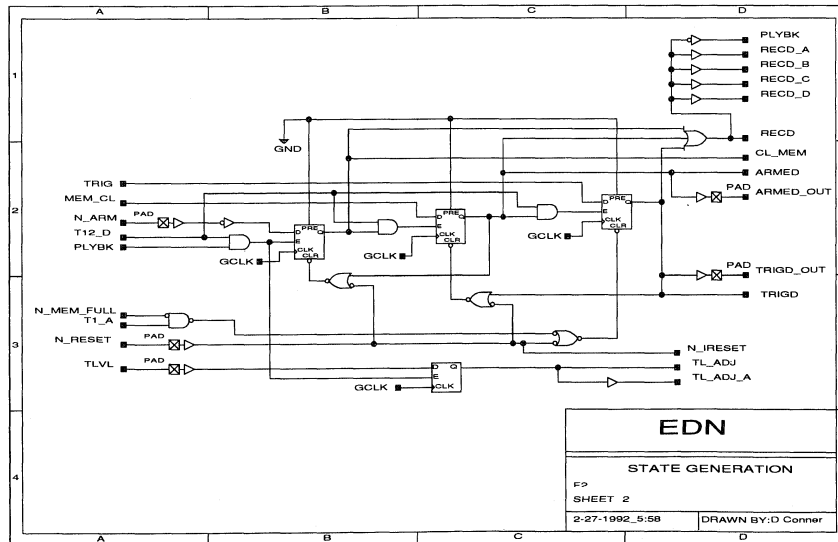 A B C D
1
PLYBK
RECD_A
RECD_B
RECD_C
RECD_D
RECD
GND
CL_MEM
TRIG
ARMED
2
MEM_CL
PAD ARMED_OUT
N_ARM PAD
T12_D
PLYBK
D PRE Q
E
CLK
CLR
D PRE Q
E
CLK
CLR
D PRE Q
E
CLK
CLR
GCLK
GCLK
GCLK
PAD TRIGD_OUT
TRIGD
N_MEM_FULL
T1_A
3
N_RESET PAD
N_IRESET
TLVL PAD
D Q
E
CLK
GCLK
TL_ADJ
TL_ADJ_A
EDN
STATE GENERATION
4
F2
SHEET 2
2-27-1992_5:58 DRAWN BY:D Conner
A B C D